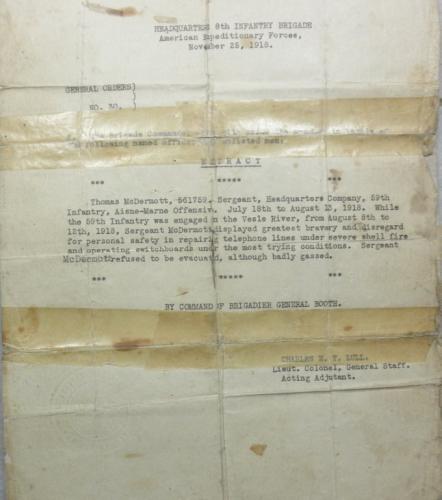 HEADQUARTERS 8th INFANTRY BRIGADE
American Expeditionary Forces,
November 25, 1918.
GENERAL ORDERS)
NO. 30. )
Brigade Commander
following named officers enlisted men:
EXTRACT
*** ***** ***
Thomas McDermott, 561759, Sergeant, Headquarters Company, 59th
Infantry, Aisne-Marne Offensive. July 18th to August 13, 1918. While
the 59th Infantry was engaged on the Vesle River, from August 8th to
12th, 1918, Sergeant McDermott displayed greatest bravery and disregard
for personal safety in repairing telephone lines under severe shell fire
and operating switchboards under the most trying conditions. Sergeant
McDermott refused to be evacuated, although badly gassed.
*** ***** ***
BY COMMAND OF BRIGADIER GENERAL BOOTH.
CHARLES E. T. LULL.
Lieut. Colonel, General Staff.
Acting Adjutant.